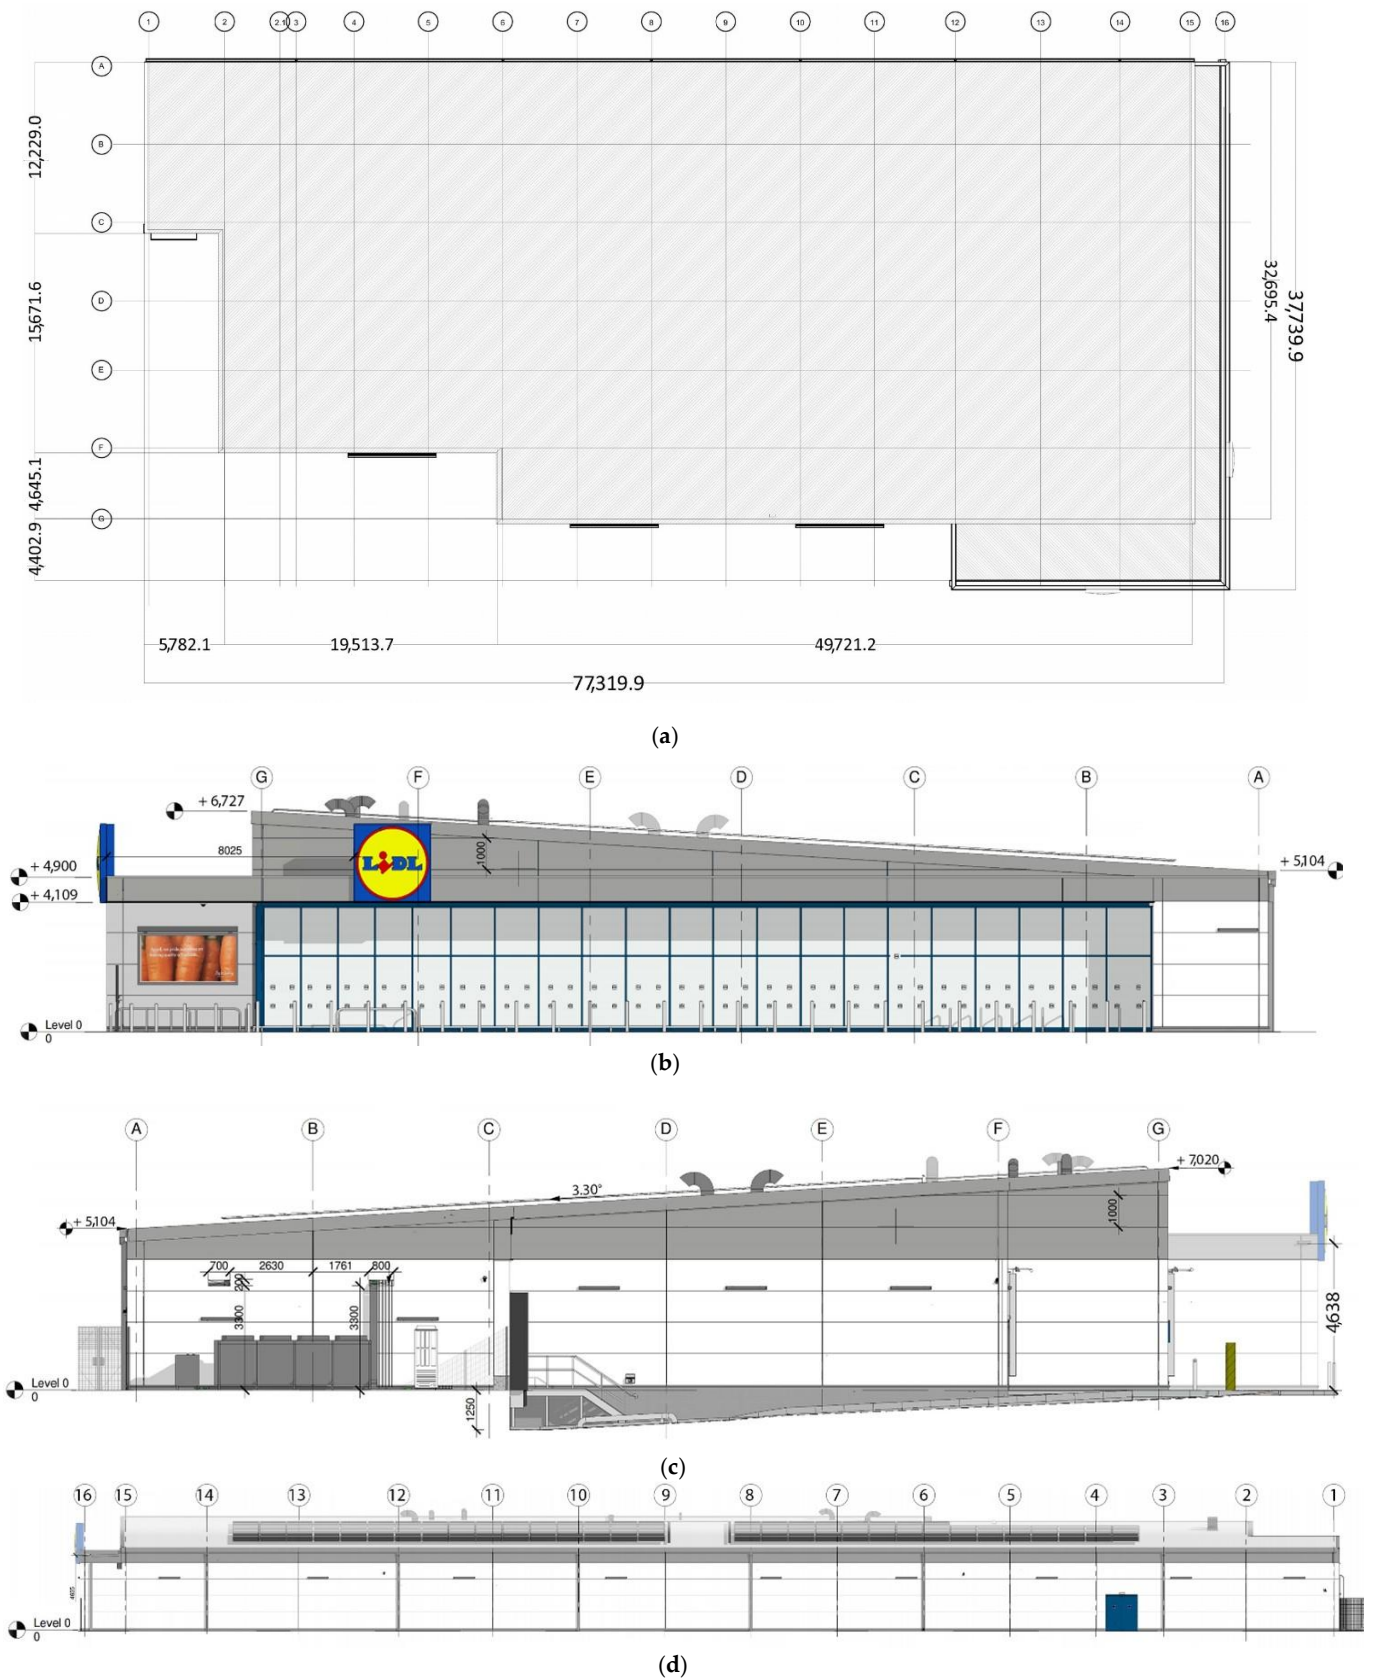 1 2 2.1 3 4 5 6 7 8 9 10 11 12 13 14 15 16
A
B
C
D
E
F
G
12,229.0
15,671.6
4,645.1
4,402.9
32,695.4
37,739.9
5,782.1 19,513.7 49,721.2
77,319.9
(a)
G F E D C B A
+ 6,727
8025
LIDL
1000
+ 5,104
+ 4,900
+ 4,109
Level 0
0
(b)
A B C D E F G
+ 7,020
3.30°
+ 5,104
1000
700 2630 1761 800
200
3300
3300
4,638
Level 0
0
1250
(c)
16 15 14 13 12 11 10 9 8 7 6 5 4 3 2 1
Level 0
0
(d)